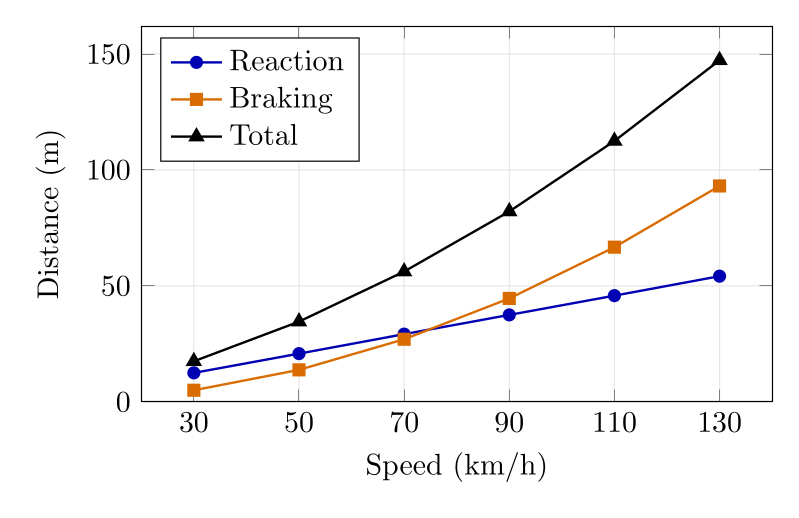 150
100
50
0
Distance (m)
Reaction
Braking
Total
30 50 70 90 110 130
Speed (km/h)